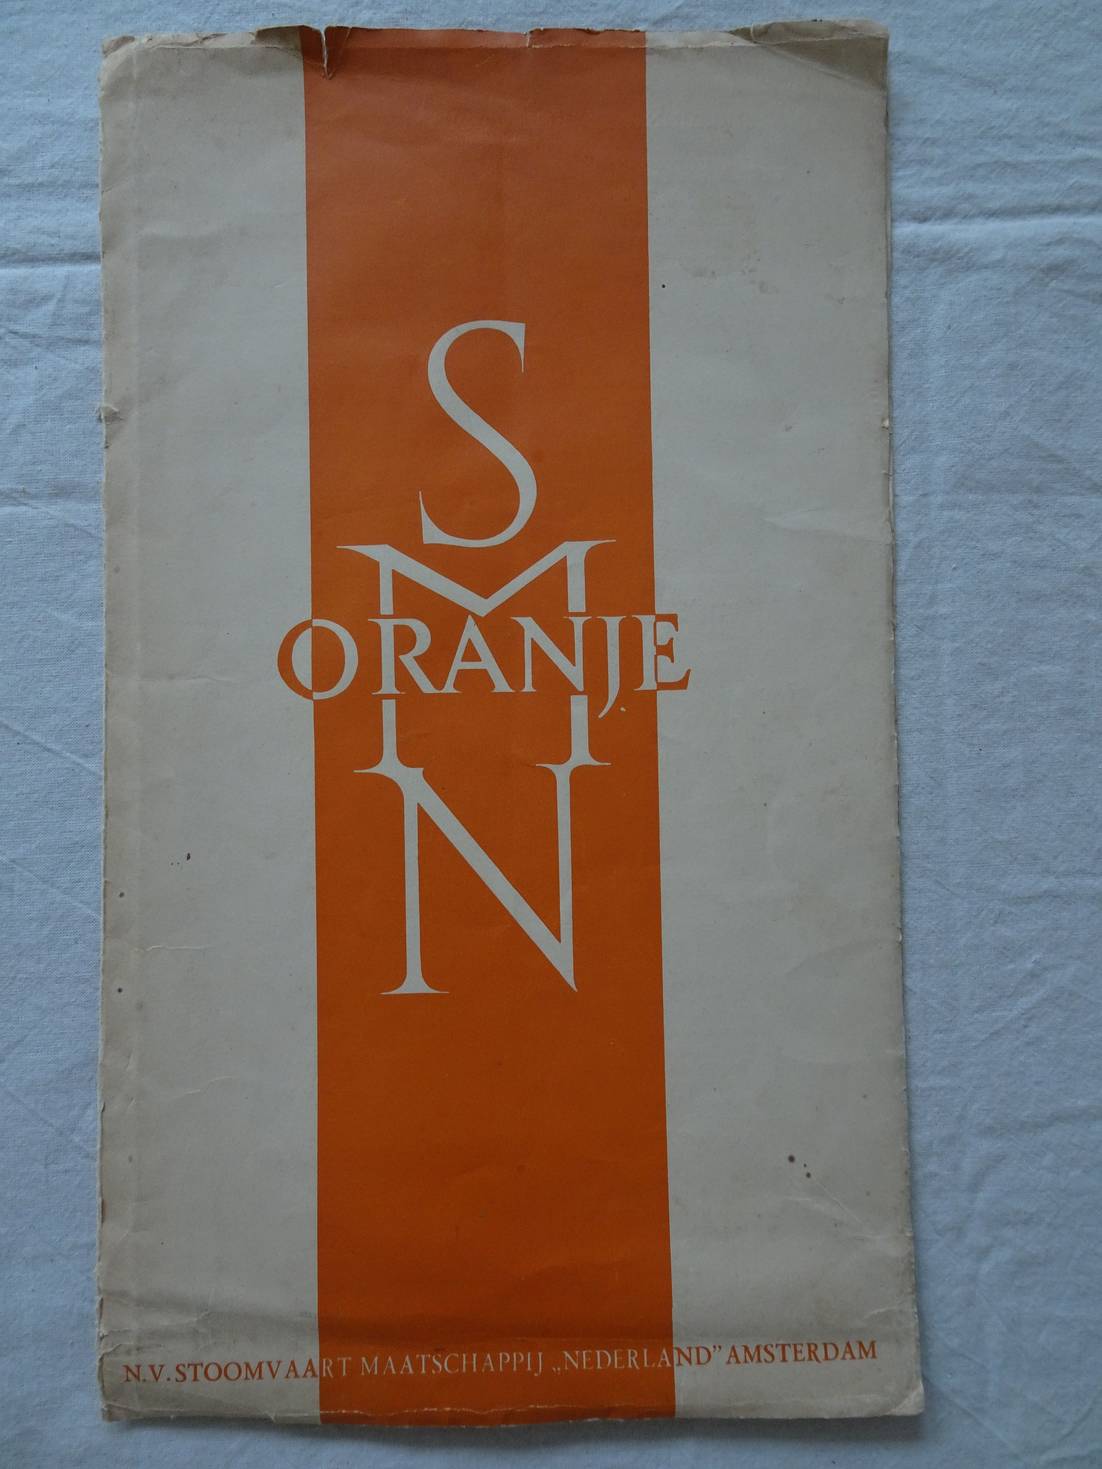 S
M
ORANJE
N
N.V. STOOMVAART MAATSCHAPPIJ „NEDERLAND” AMSTERDAM